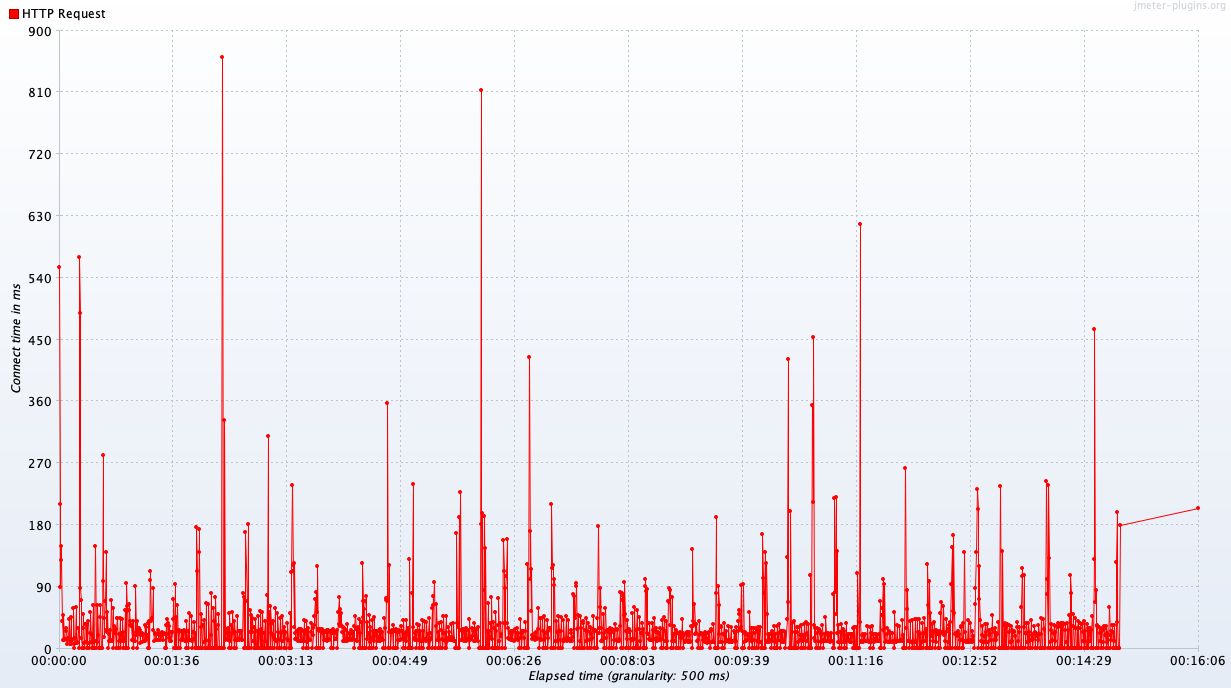 jmeter-plugins.org
HTTP Request
900
810
720
630
540
450
360
270
180
90
0
Connect time in ms
00:00:00 00:01:36 00:03:13 00:04:49 00:06:26 00:08:03 00:09:39 00:11:16 00:12:52 00:14:29 00:16:06
Elapsed time (granularity: 500 ms)